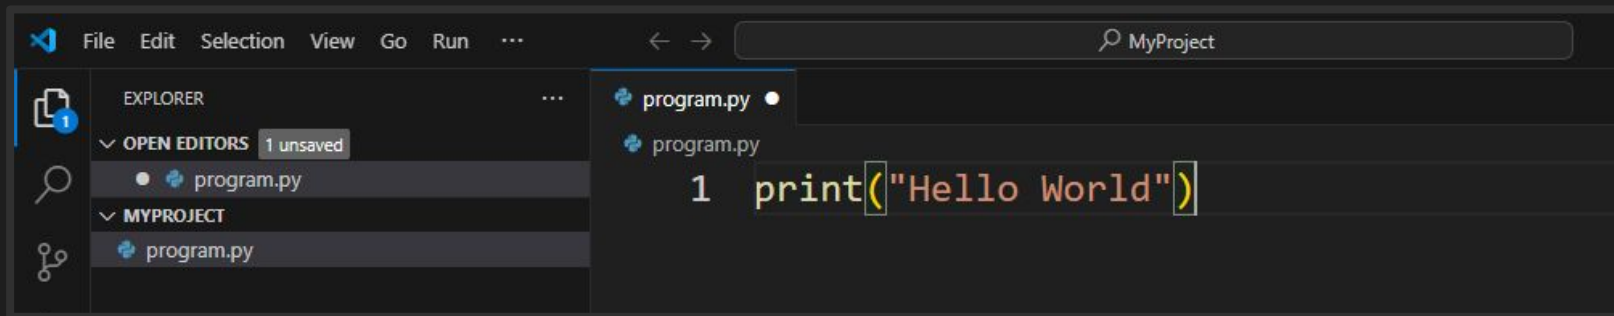 File Edit Selection View Go Run ··· MyProject
1
EXPLORER ···
OPEN EDITORS 1 unsaved
program.py
MYPROJECT
program.py
program.py
program.py
1 print("Hello World")